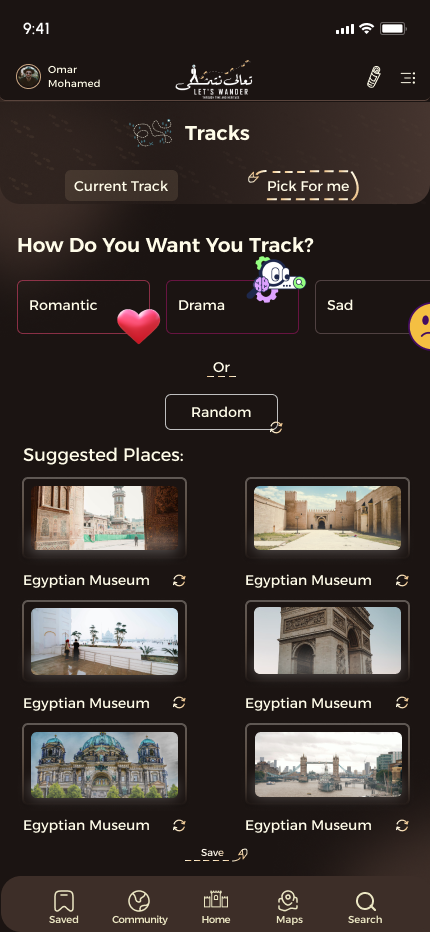 9:41
Omar
Mohamed
LET'S WANDER
Tracks
Current Track
Pick For me
How Do You Want You Track?
Romantic
Drama
Sad
Or
Random
Suggested Places:
Egyptian Museum
Egyptian Museum
Egyptian Museum
Egyptian Museum
Egyptian Museum
Egyptian Museum
Save
Saved
Community
Home
Maps
Search